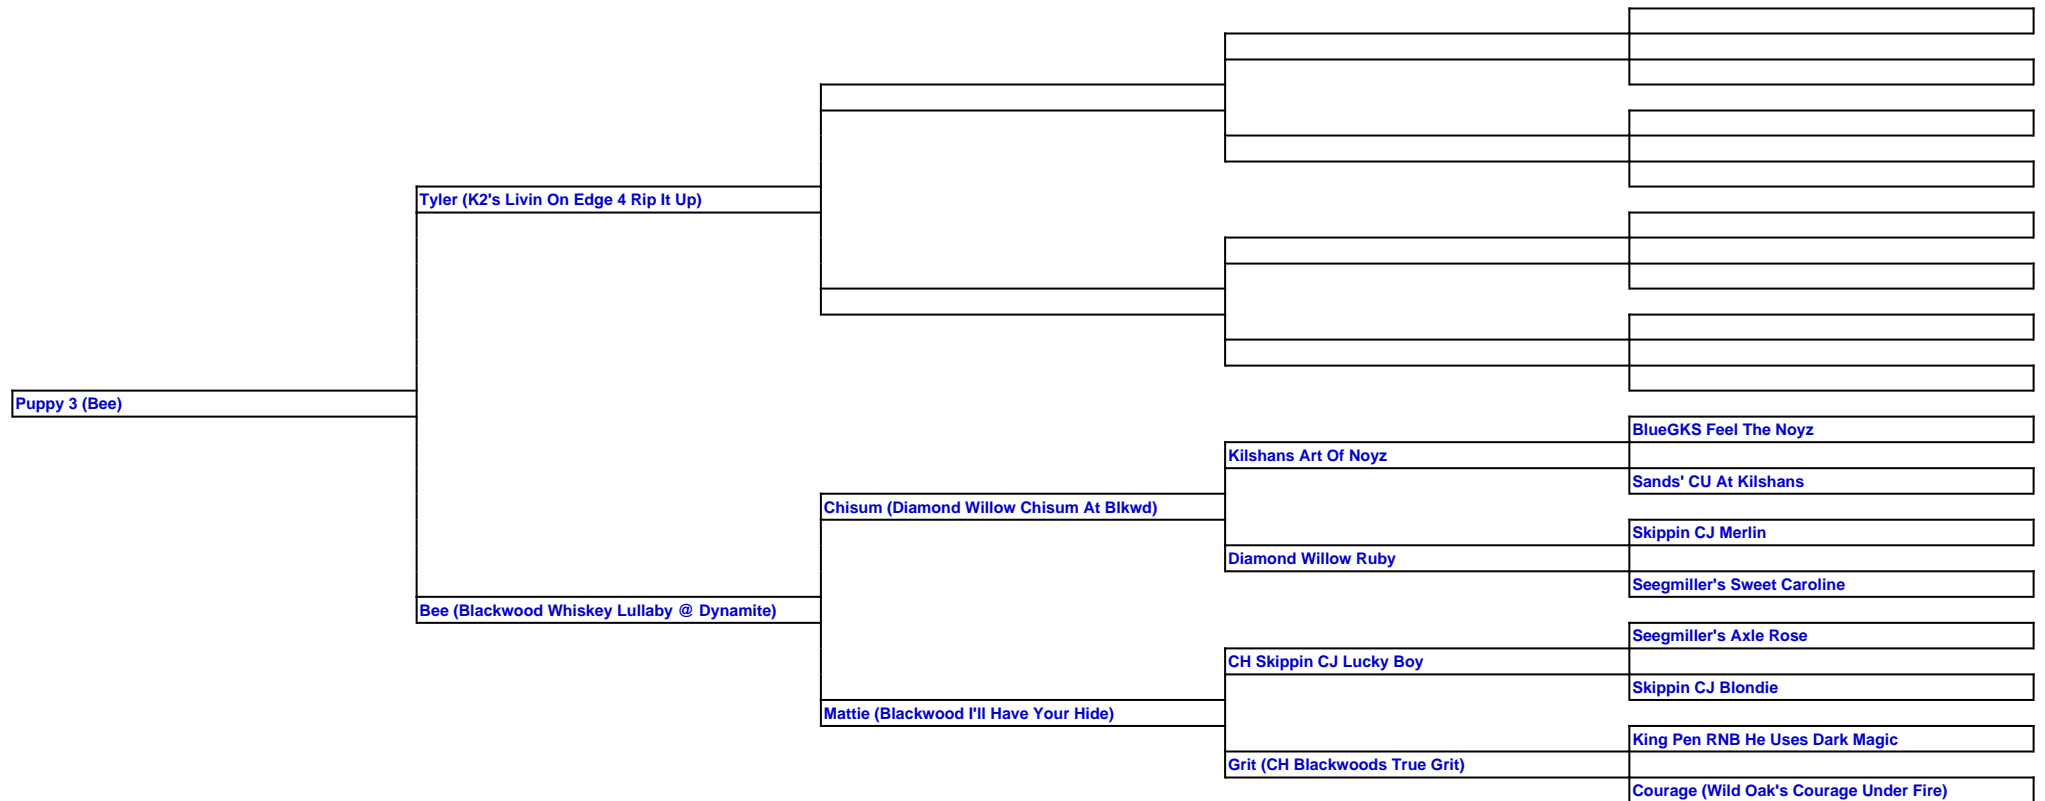 Tyler (K2's Livin On Edge 4 Rip It Up)
Puppy 3 (Bee)
BlueGKS Feel The Noyz
Kilshans Art Of Noyz
Sands' CU At Kilshans
Chisum (Diamond Willow Chisum At Blkwd)
Skippin CJ Merlin
Diamond Willow Ruby
Seegmiller's Sweet Caroline
Bee (Blackwood Whiskey Lullaby @ Dynamite)
Seegmiller's Axle Rose
CH Skippin CJ Lucky Boy
Skippin CJ Blondie
Mattie (Blackwood I'll Have Your Hide)
King Pen RNB He Uses Dark Magic
Grit (CH Blackwoods True Grit)
Courage (Wild Oak's Courage Under Fire)